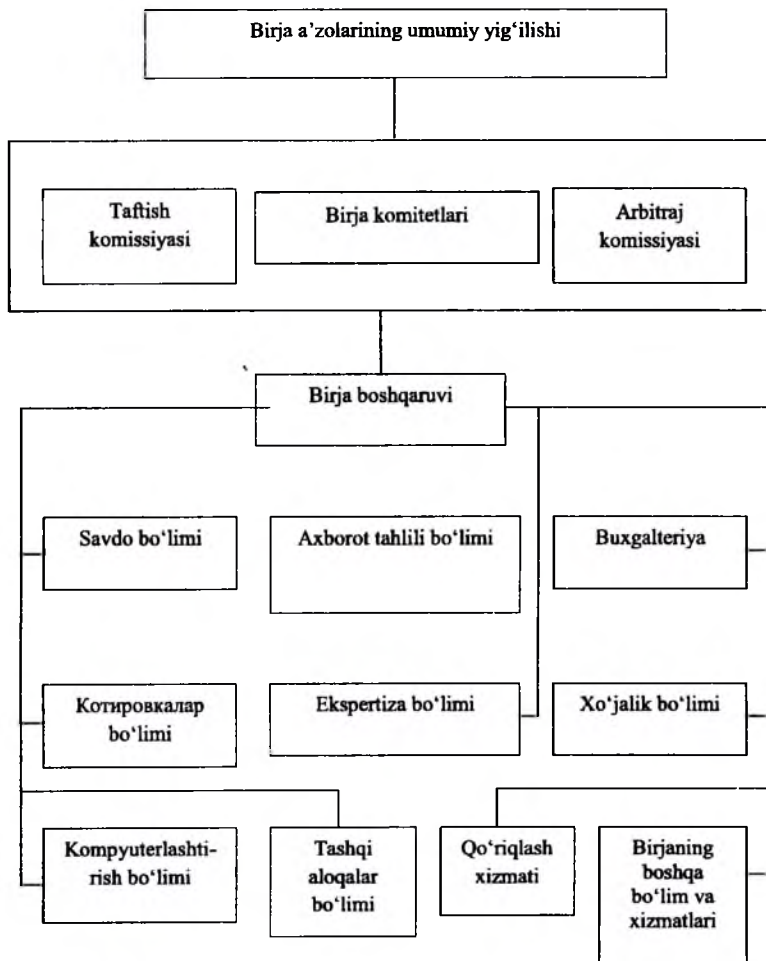 Birja a’zolarining umumiy yig‘ilishi
Taftish
komissiyasi
Birja komitetlari
Arbitraj
komissiyasi
Birja boshqaruvi
Savdo bo‘limi
Axborot tahlili bo‘limi
Buxgalteriya
Котировкалар
bo‘limi
Ekspertiza bo‘limi
Xo‘jalik bo‘limi
Kompyuterlashti-
rish bo‘limi
Tashqi
aloqalar
bo‘limi
Qo‘riqlash
xizmati
Birjaning
boshqa
bo‘lim va
xizmatlari